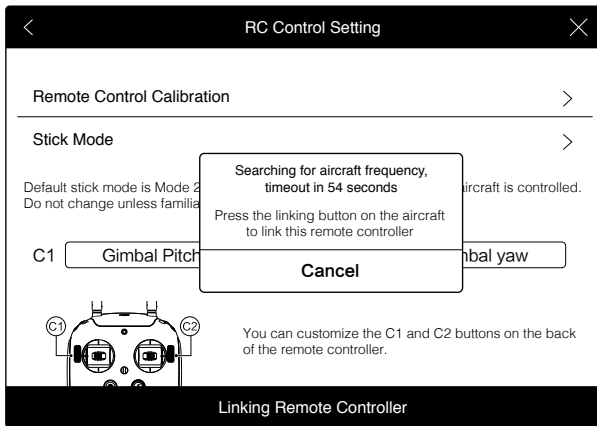 RC Control Setting
Remote Control Calibration
Stick Mode
Default stick mode is Mode 2
ircraft is controlled.
Do not change unless familia
Searching for aircraft frequency,
timeout in 54 seconds
Press the linking button on the aircraft
to link this remote controller
Cancel
C1 Gimbal Pitch
bal yaw
C1
C2
You can customize the C1 and C2 buttons on the back
of the remote controller.
Linking Remote Controller